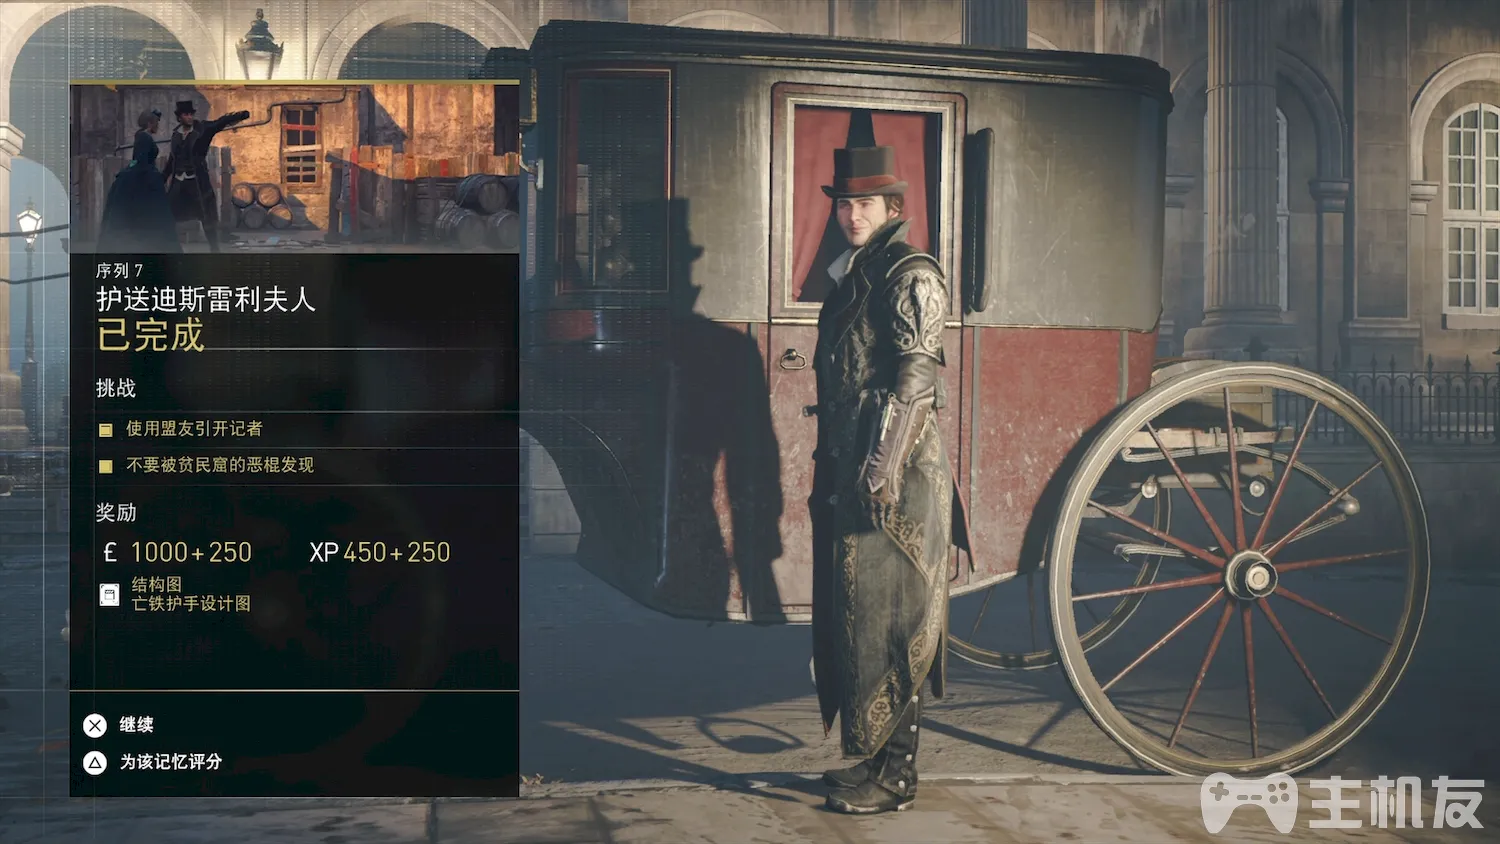 序列 7
护送迪斯雷利夫人
已完成
挑战
使用盟友引开记者
不要被贫民窟的恶棍发现
奖励
£ 1000+250 XP 450+250
结构图
亡铁护手设计图
继续
为该记忆评分
主机友